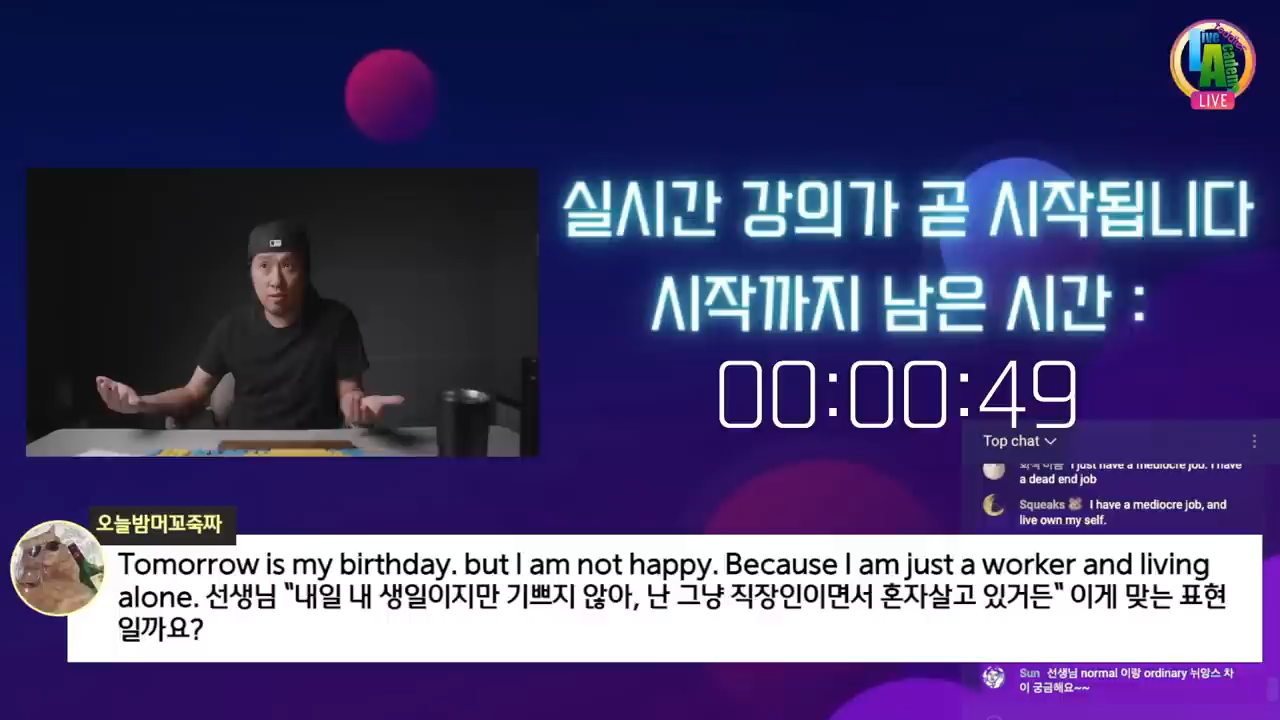 Live
Academy
LIVE
실시간 강의가 곧 시작됩니다
시작까지 남은 시간 :
00:00:49
Top chat
회색 마음 I just have a mediocre job. I have
a dead end job
Squeaks I have a mediocre job, and
live own my self.
오늘밤머꼬죽짜
Tomorrow is my birthday. but I am not happy. Because I am just a worker and living
alone. 선생님 "내일 내 생일이지만 기쁘지 않아, 난 그냥 직장인이면서 혼자살고 있거든" 이게 맞는 표현
일까요?
Sun 선생님 normal 이랑 ordinary 뉘앙스 차
이 궁금해요~~